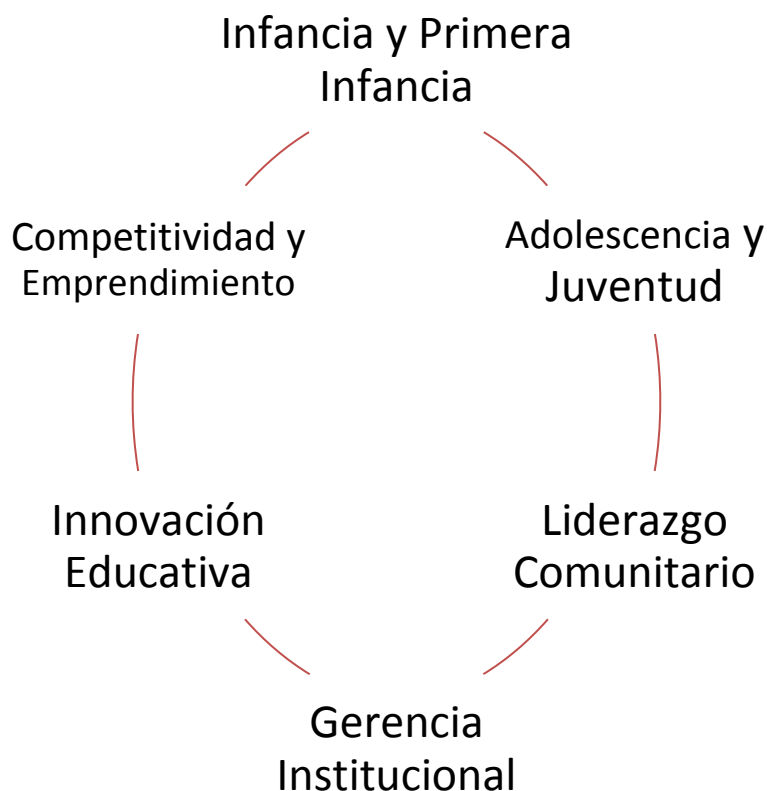 Infancia y Primera
Infancia
Competitividad y
Emprendimiento
Adolescencia y
Juventud
Innovación
Educativa
Liderazgo
Comunitario
Gerencia
Institucional